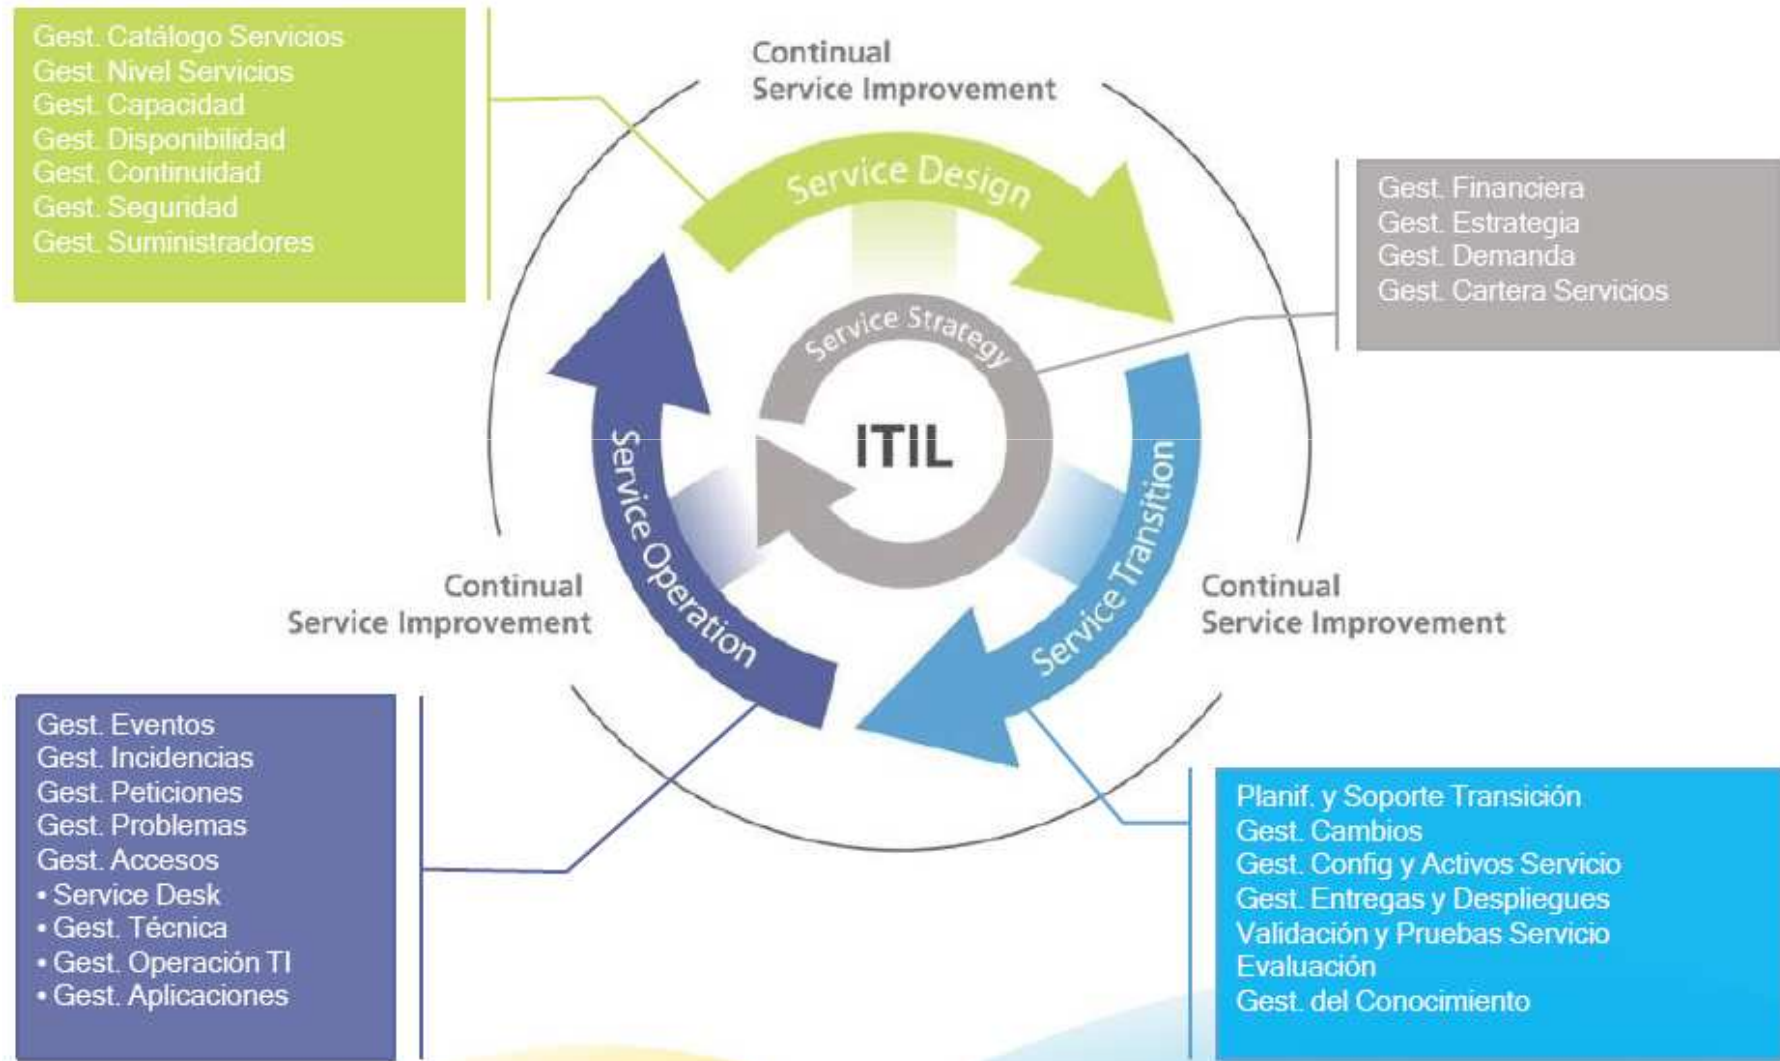 Gest. Catálogo Servicios
Gest. Nivel Servicios
Gest. Capacidad
Gest. Disponibilidad
Gest. Continuidad
Gest. Seguridad
Gest. Suministradores
Continual
Service Improvement
Service Design
Gest. Financiera
Gest. Estrategia
Gest. Demanda
Gest. Cartera Servicios
Service Strategy
ITIL
Service Operation
Service Transition
Continual
Service Improvement
Continual
Service Improvement
Gest. Eventos
Gest. Incidencias
Gest. Peticiones
Gest. Problemas
Gest. Accesos
• Service Desk
• Gest. Técnica
• Gest. Operación TI
• Gest. Aplicaciones
Planif. y Soporte Transición
Gest. Cambios
Gest. Config y Activos Servicio
Gest. Entregas y Despliegues
Validación y Pruebas Servicio
Evaluación
Gest. del Conocimiento